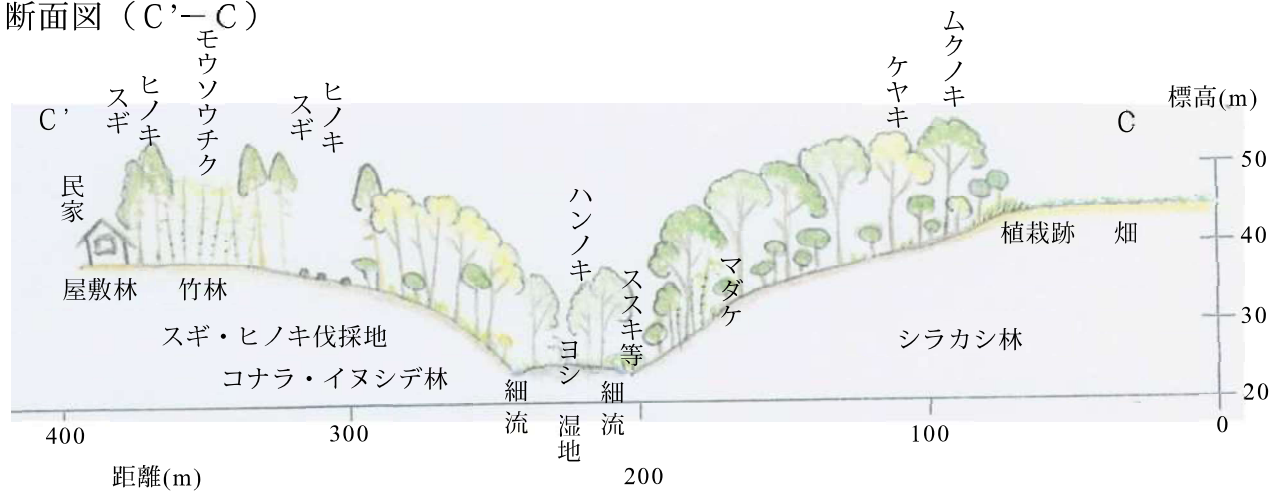 断面図（C’－C）
C’
スギ
ヒノキ
モウソウチク
スギ
ヒノキ
ハンノキ
ケヤキ
ムクノキ
標高(m)
C
民家
ススキ等
マダケ
ヨシ
屋敷林
竹林
スギ・ヒノキ伐採地
コナラ・イヌシデ林
細流
湿地
細流
シラカシ林
植栽跡
畑
50
40
30
20
400
300
200
100
0
距離(m)